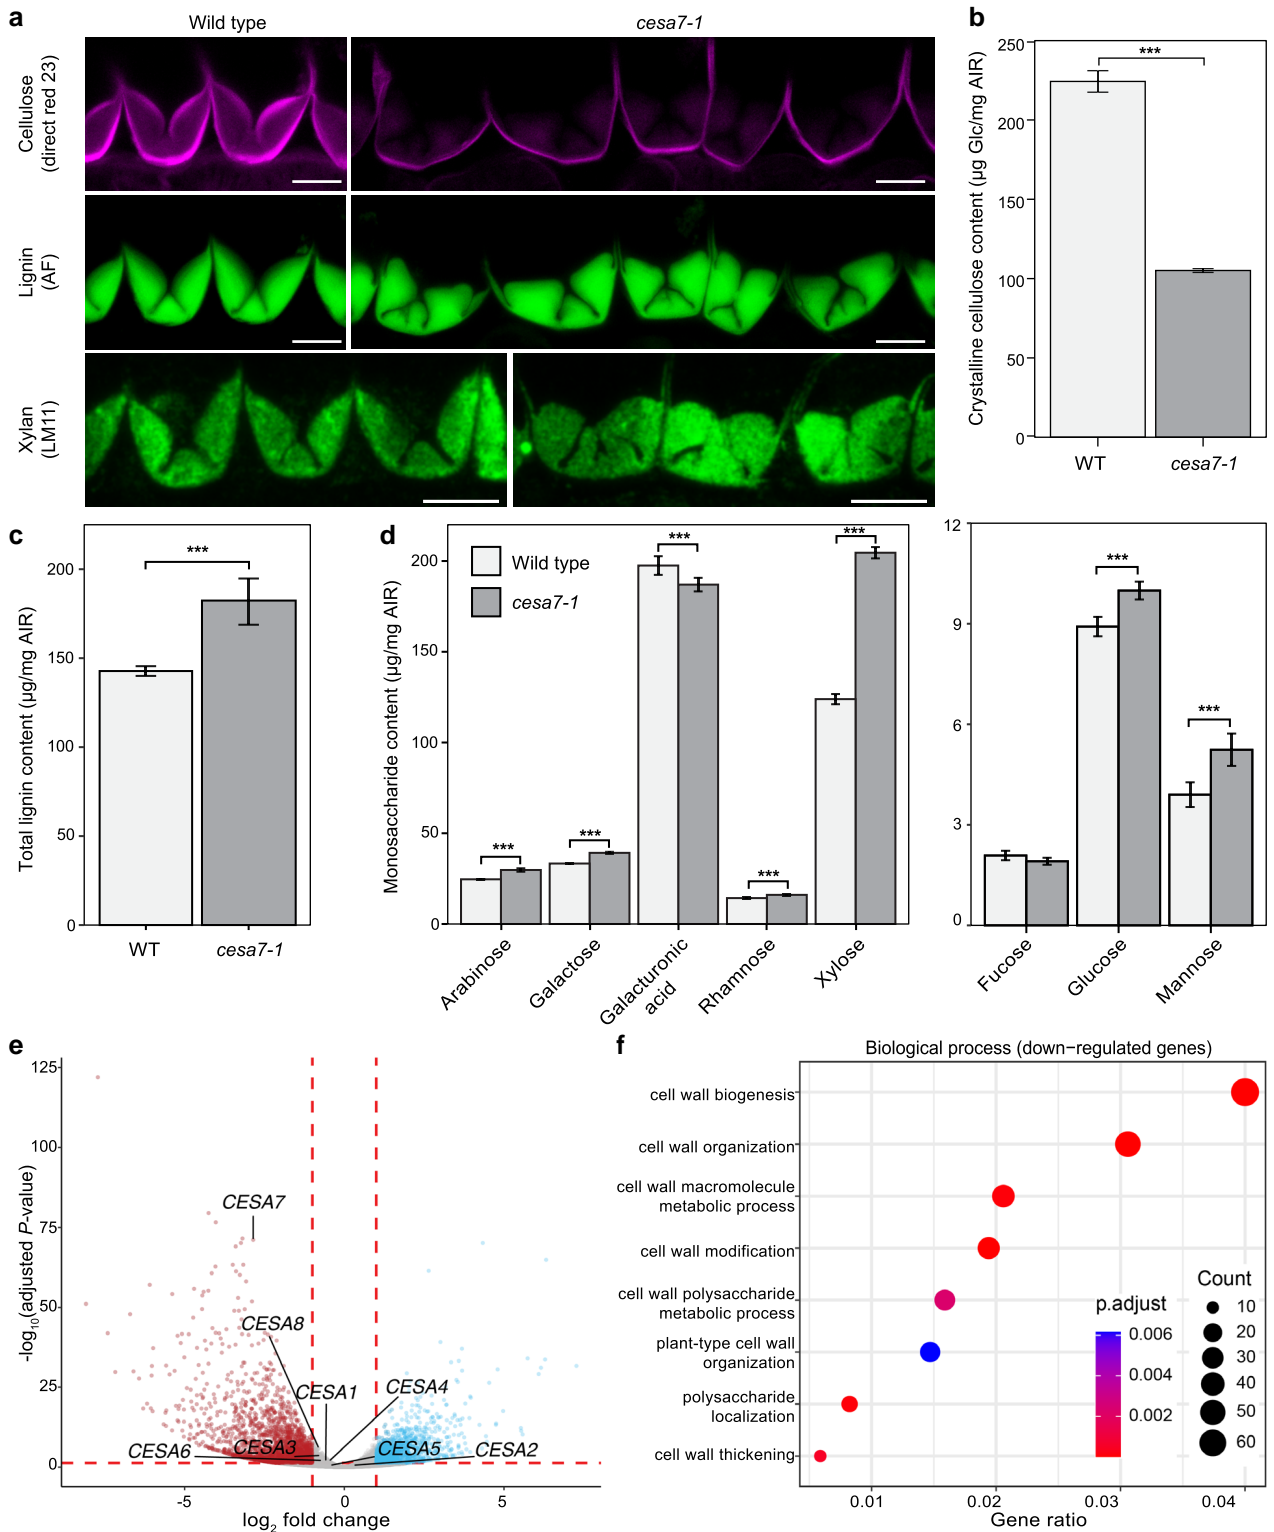 a
Wild type
cesa7-1
Cellulose
(direct red 23)
Lignin
(AF)
Xylan
(LM11)
b
Crystalline cellulose content (µg Glc/mg AIR)
250
200
150
100
50
0
***
WT
cesa7-1
c
Total lignin content (µg/mg AIR)
200
150
100
50
0
***
WT
cesa7-1
d
Monosaccharide content (µg/mg AIR)
200
150
100
50
0
Wild type
cesa7-1
***
***
***
***
***
Arabinose
Galactose
Galacturonic
acid
Rhamnose
Xylose
12
9
6
3
0
***
***
Fucose
Glucose
Mannose
e
-log10(adjusted P-value)
125
100
75
50
25
0
CESA7
CESA8
CESA1
CESA4
CESA6
CESA3
CESA5
CESA2
-5
0
5
log2 fold change
f
Biological process (down−regulated genes)
cell wall biogenesis
cell wall organization
cell wall macromolecule
metabolic process
cell wall modification
cell wall polysaccharide
metabolic process
plant-type cell wall
organization
polysaccharide
localization
cell wall thickening
p.adjust
0.006
0.004
0.002
Count
10
20
30
40
50
60
0.01
0.02
0.03
0.04
Gene ratio